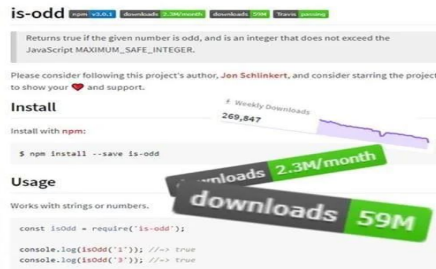 is-odd npm v2.0.1 downloads 2.3M/month downloads 59M Travis passing
Returns true if the given number is odd, and is an integer that does not exceed the
JavaScript MAXIMUM_SAFE_INTEGER.
Please consider following this project's author, Jon Schlinkert, and consider starring the project
to show your ❤ and support.
Install
Weekly Downloads
269,847
Install with npm:
$ npm install --save is-odd
downloads 2.3M/month
Usage
downloads 59M
Works with strings or numbers.
const isOdd = require('is-odd');
console.log(isOdd('1')); //=> true
console.log(isOdd('3')); //=> true